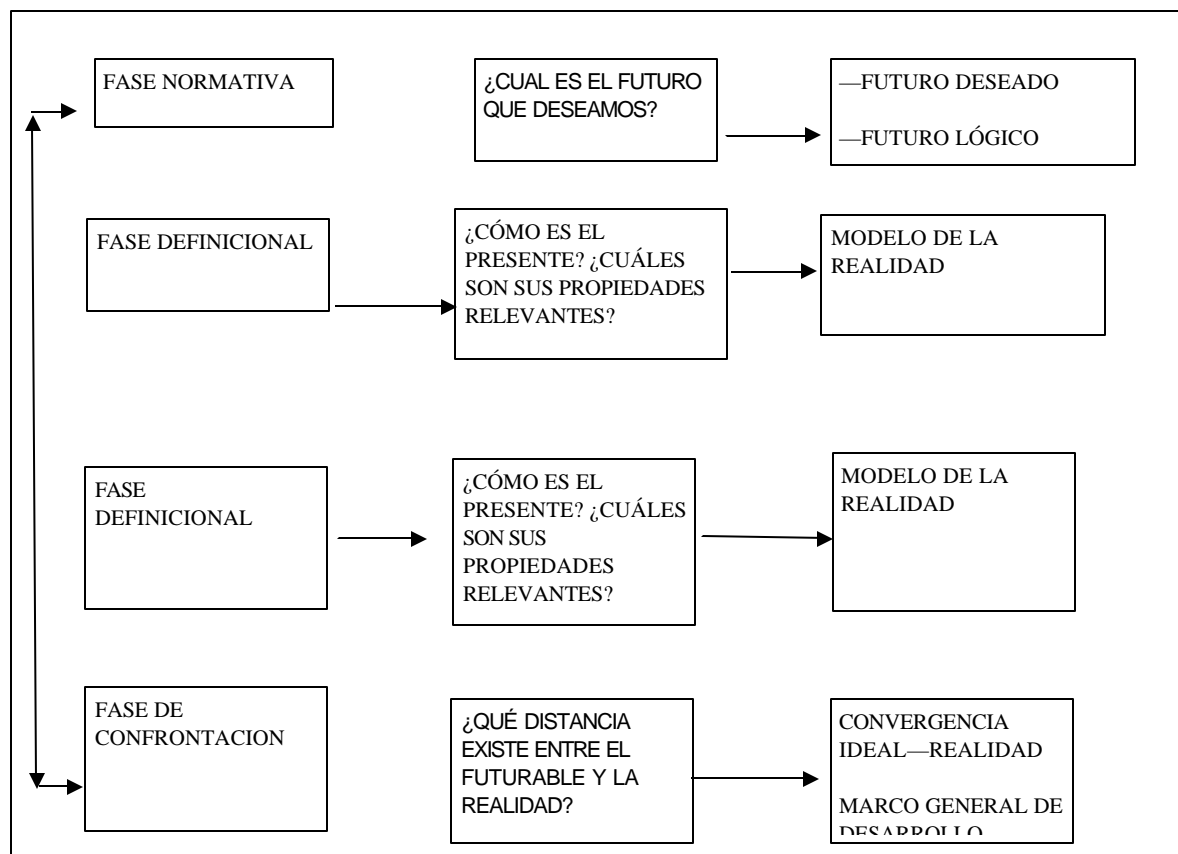 FASE NORMATIVA
¿CUAL ES EL FUTURO
QUE DESEAMOS?
—FUTURO DESEADO
—FUTURO LÓGICO
FASE DEFINICIONAL
¿CÓMO ES EL
PRESENTE? ¿CUÁLES
SON SUS PROPIEDADES
RELEVANTES?
MODELO DE LA
REALIDAD
FASE
DEFINICIONAL
¿CÓMO ES EL
PRESENTE? ¿CUÁLES
SON SUS
PROPIEDADES
RELEVANTES?
MODELO DE LA
REALIDAD
FASE DE
CONFRONTACION
¿QUÉ DISTANCIA
EXISTE ENTRE EL
FUTURABLE Y LA
REALIDAD?
CONVERGENCIA
IDEAL—REALIDAD
MARCO GENERAL DE
DESARROLLO